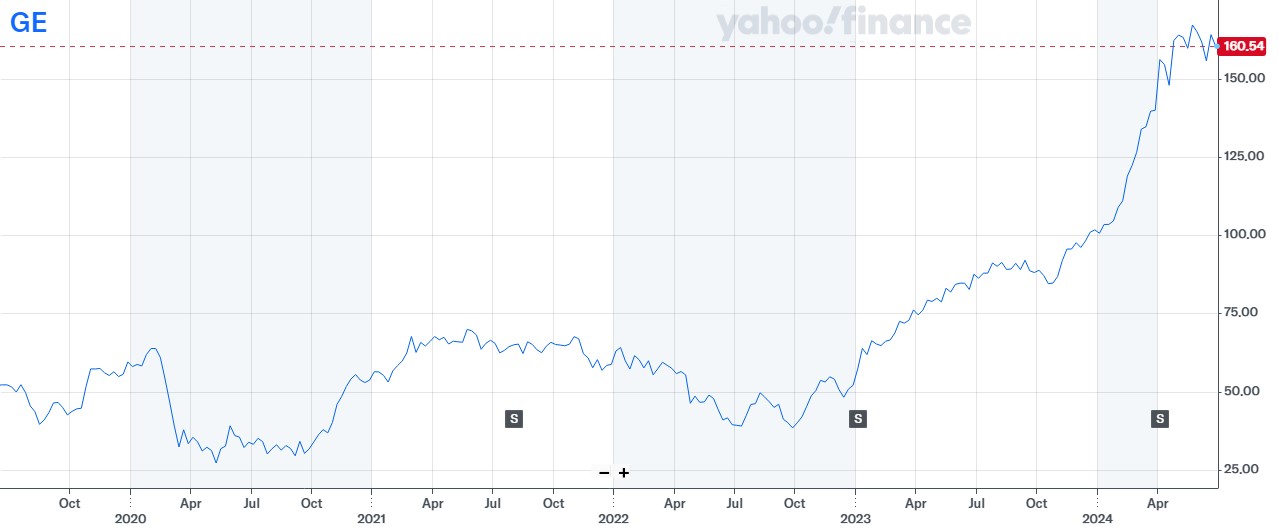 GE
yahoo!finance
160.54
150.00
125.00
100.00
75.00
50.00
S S S
25.00
− +
Oct Apr Jul Oct Apr Jul Oct Apr Jul Oct Apr Jul Oct Apr
2020 2021 2022 2023 2024